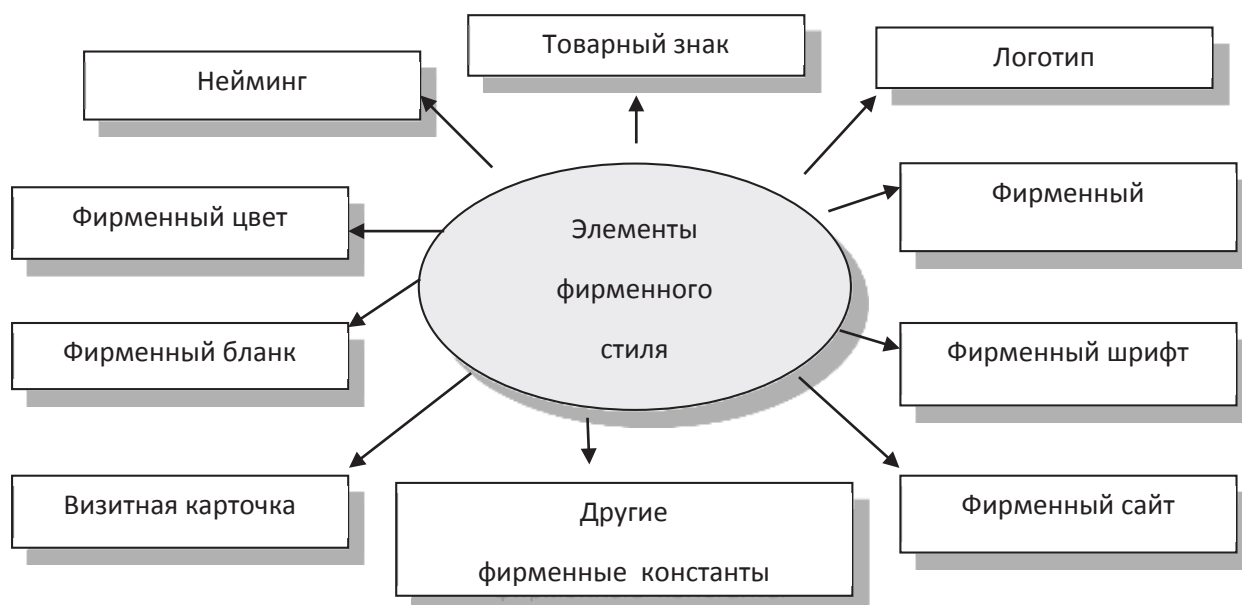 Товарный знак
Логотип
Нейминг
Фирменный
Фирменный цвет
Элементы
фирменного
стиля
Фирменный бланк
Фирменный шрифт
Визитная карточка
Другие
фирменные константы
Фирменный сайт